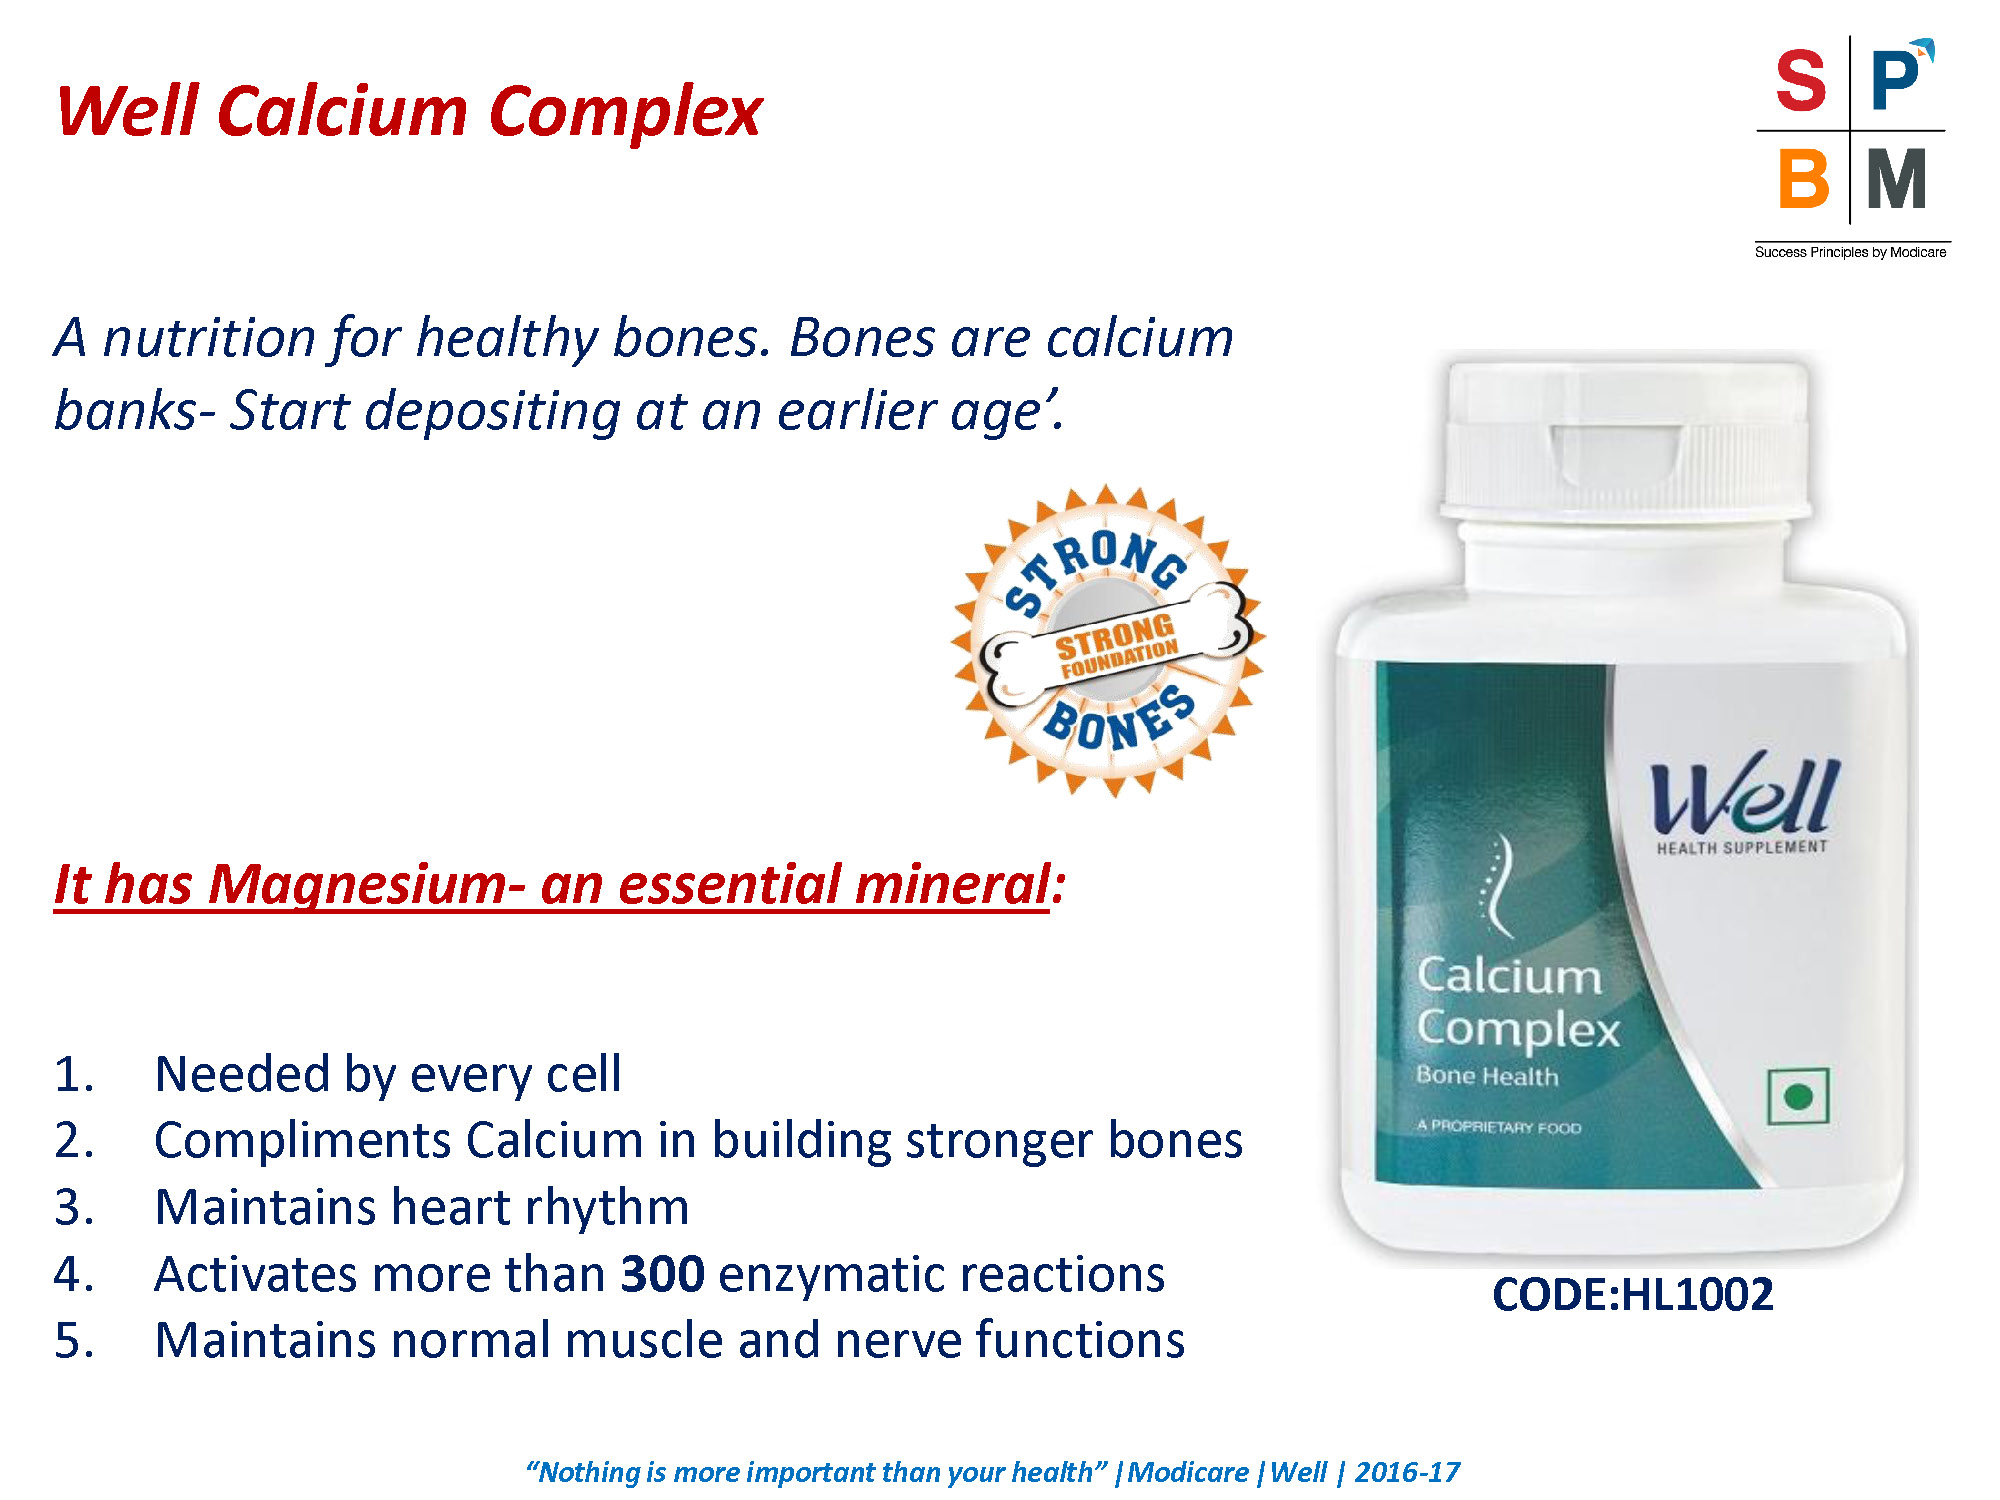 Well Calcium Complex
S P
B M
Success Principles by Modicare
A nutrition for healthy bones. Bones are calcium
banks- Start depositing at an earlier age’.
STRONG
STRONG
FOUNDATION
BONES
Well
HEALTH SUPPLEMENT
Calcium
Complex
Bone Health
A PROPRIETARY FOOD
It has Magnesium- an essential mineral:
1. Needed by every cell
2. Compliments Calcium in building stronger bones
3. Maintains heart rhythm
4. Activates more than 300 enzymatic reactions
5. Maintains normal muscle and nerve functions
CODE:HL1002
“Nothing is more important than your health” |Modicare |Well | 2016-17